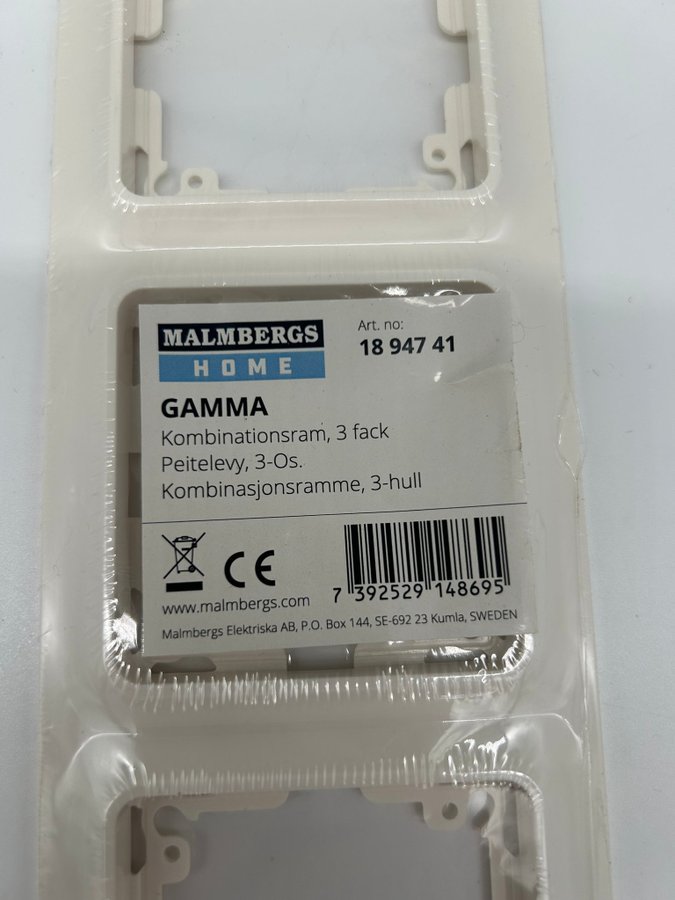 MALMBERGS
HOME
Art. no:
18 947 41
GAMMA
Kombinationsram, 3 fack
Peitelevy, 3-Os.
Kombinasjonsramme, 3-hull
CE
www.malmbergs.com
7 392529 148695
Malmbergs Elektriska AB, P.O. Box 144, SE-692 23 Kumla, SWEDEN